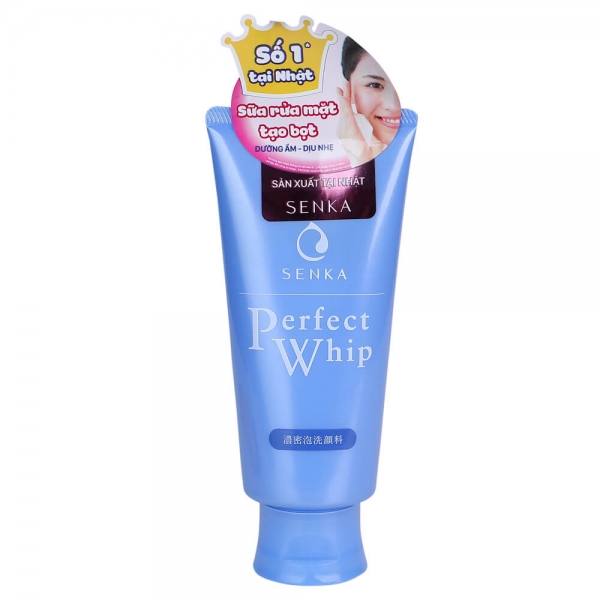 Số 1*
tại Nhật
Sữa rửa mặt
tạo bọt
DƯỠNG ẨM - DỊU NHẸ
SẢN XUẤT TẠI NHẬT
SENKA
SENKA
Perfect
Whip
濃密泡洗顔料